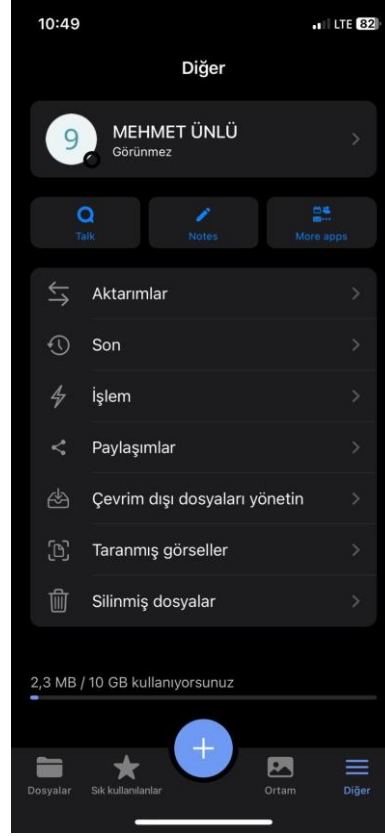 10:49
LTE 82
Diğer
9
MEHMET ÜNLÜ
Görünmez
Talk
Notes
More apps
Aktarımlar
Son
İşlem
Paylaşımlar
Çevrim dışı dosyaları yönetin
Taranmış görseller
Silinmiş dosyalar
2,3 MB / 10 GB kullanıyorsunuz
Dosyalar
Sık kullanılanlar
Ortam
Diğer